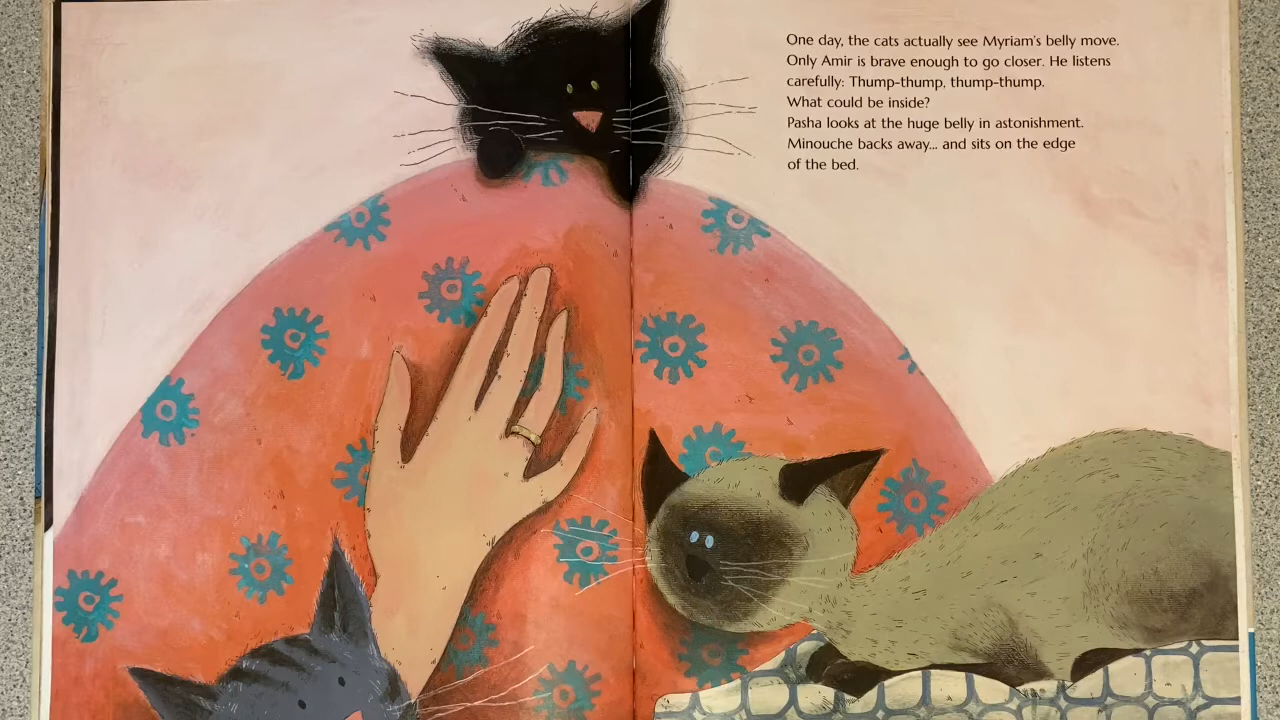 One day, the cats actually see Myriam's belly move.
Only Amir is brave enough to go closer. He listens
carefully: Thump-thump, thump-thump.
What could be inside?
Pasha looks at the huge belly in astonishment.
Minouche backs away... and sits on the edge
of the bed.